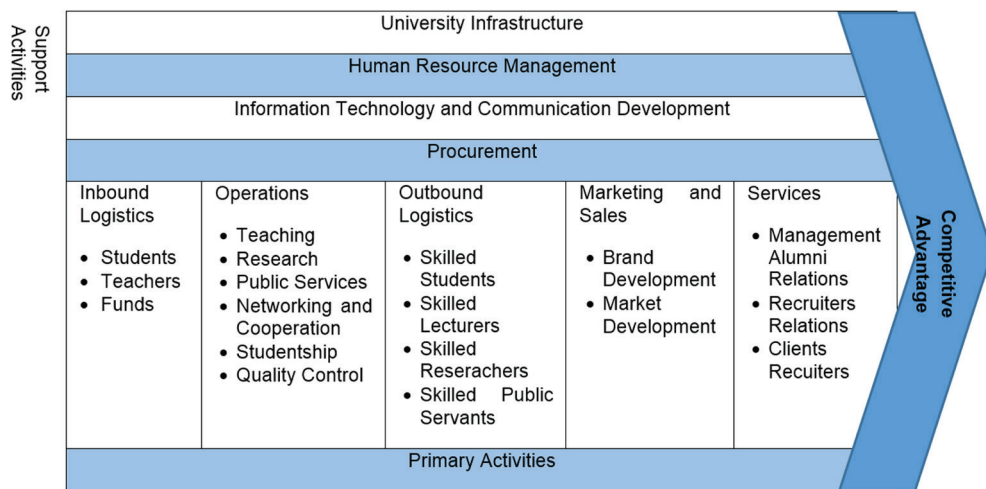 Support
Activities
University Infrastructure
Human Resource Management
Information Technology and Communication Development
Procurement
Inbound
Logistics
• Students
• Teachers
• Funds
Operations
• Teaching
• Research
• Public Services
• Networking and
Cooperation
• Studentship
• Quality Control
Outbound
Logistics
• Skilled
Students
• Skilled
Lecturers
• Skilled
Reserachers
• Skilled Public
Servants
Marketing and
Sales
• Brand
Development
• Market
Development
Services
• Management
Alumni
Relations
• Recruiters
Relations
• Clients
Recuiters
Competitive
Advantage
Primary Activities